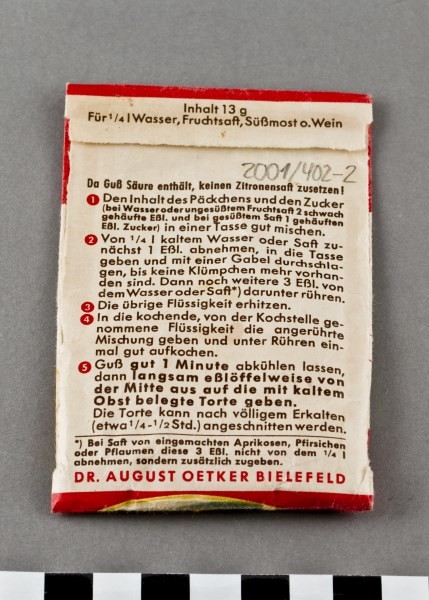 Inhalt 13 g
Für 1/4 l Wasser, Fruchtsaft, Süßmost o. Wein
2001/402-2
Da Guß Säure enthält, keinen Zitronensaft zusetzen!
1 Den Inhalt des Päckchens und den Zucker
(bei Wasser oder ungesüßtem Fruchtsaft 2 schwach
gehäufte Eßl. und bei gesüßtem Saft 1 gehäuften
Eßl. Zucker) in einer Tasse gut mischen.
2 Von 1/4 l kaltem Wasser oder Saft zu-
nächst 1 Eßl. abnehmen, in die Tasse
geben und mit einer Gabel durchschla-
gen, bis keine Klümpchen mehr vorhan-
den sind. Dann noch weitere 3 Eßl. von
dem Wasser oder Saft*) darunter rühren.
3 Die übrige Flüssigkeit erhitzen.
4 In die kochende, von der Kochstelle ge-
nommene Flüssigkeit die angerührte
Mischung geben und unter Rühren ein-
mal gut aufkochen.
5 Guß gut 1 Minute abkühlen lassen,
dann langsam eßlöffelweise von
der Mitte aus auf die mit kaltem
Obst belegte Torte geben.
Die Torte kann nach völligem Erkalten
(etwa 1/4-1/2 Std.) angeschnitten werden.
*) Bei Saft von eingemachten Aprikosen, Pfirsichen
oder Pflaumen diese 3 Eßl. nicht von dem 1/4 l
abnehmen, sondern zusätzlich zugeben.
DR. AUGUST OETKER BIELEFELD